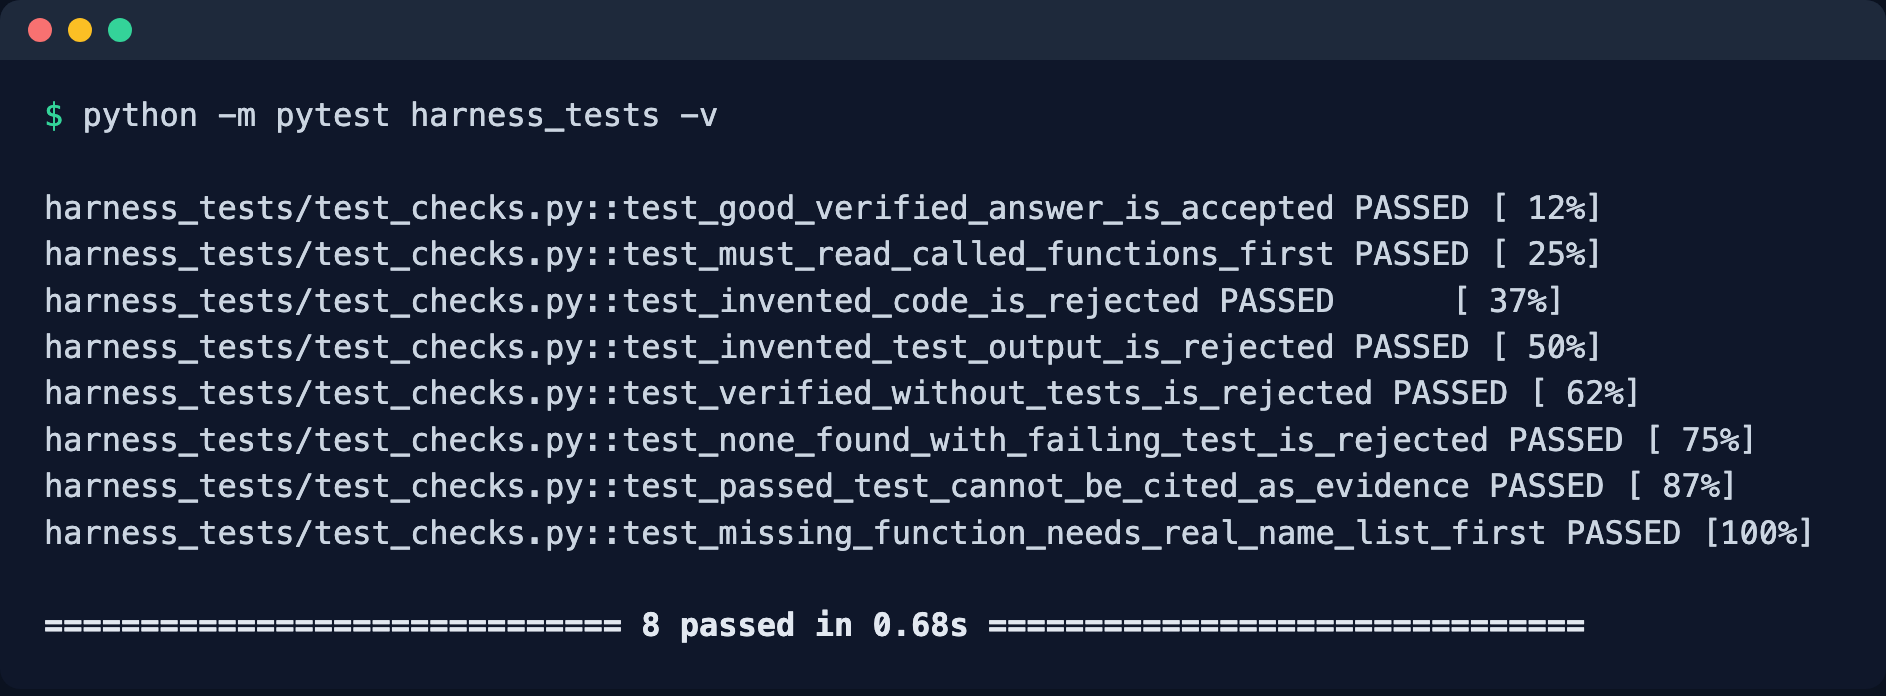 $ python -m pytest harness_tests -v
harness_tests/test_checks.py::test_good_verified_answer_is_accepted PASSED [ 12%]
harness_tests/test_checks.py::test_must_read_called_functions_first PASSED [ 25%]
harness_tests/test_checks.py::test_invented_code_is_rejected PASSED      [ 37%]
harness_tests/test_checks.py::test_invented_test_output_is_rejected PASSED [ 50%]
harness_tests/test_checks.py::test_verified_without_tests_is_rejected PASSED [ 62%]
harness_tests/test_checks.py::test_none_found_with_failing_test_is_rejected PASSED [ 75%]
harness_tests/test_checks.py::test_passed_test_cannot_be_cited_as_evidence PASSED [ 87%]
harness_tests/test_checks.py::test_missing_function_needs_real_name_list_first PASSED [100%]
============================== 8 passed in 0.68s ===============================